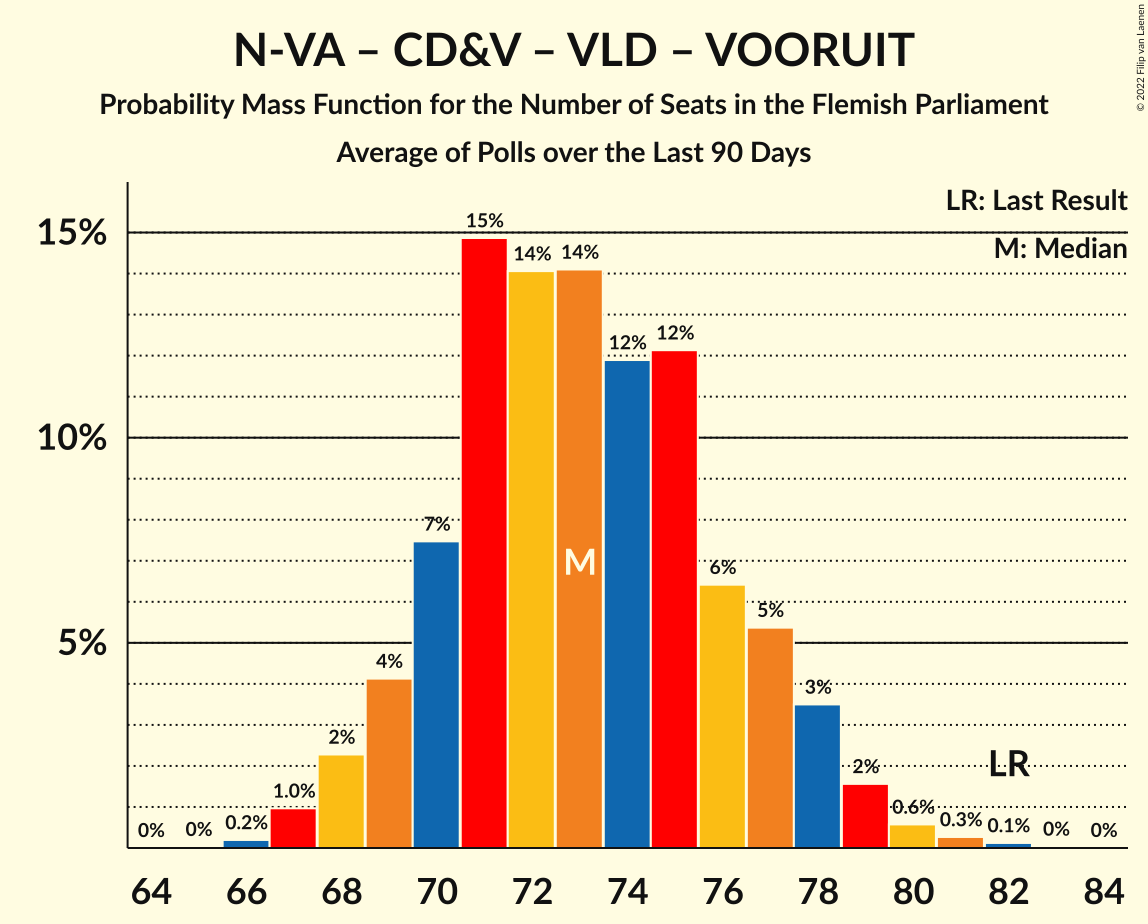 N-VA – CD&V – VLD – VOORUIT
Probability Mass Function for the Number of Seats in the Flemish Parliament
Average of Polls over the Last 90 Days
© 2022 Filip van Laenen
LR: Last Result
M: Median
15%
10%
5%
0%
0%
0.2%
1.0%
2%
4%
7%
15%
14%
14%
12%
12%
6%
5%
3%
2%
0.6%
0.3%
0.1%
0%
0%
M
LR
64 66 68 70 72 74 76 78 80 82 84